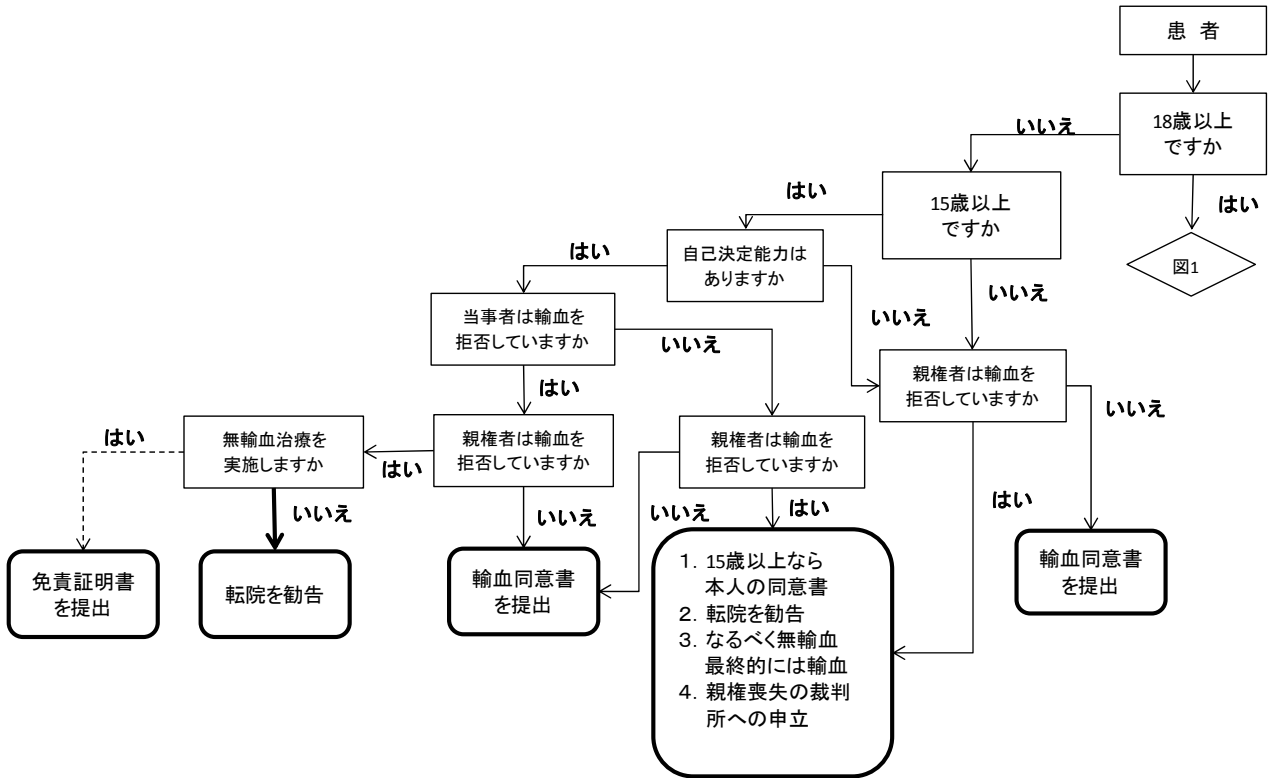 患 者
18歳以上
ですか
いいえ
はい
図1
15歳以上
ですか
はい
いいえ
自己決定能力は
ありますか
はい
いいえ
当事者は輸血を
拒否していますか
いいえ
はい
親権者は輸血を
拒否していますか
いいえ
はい
無輸血治療を
実施しますか
はい
いいえ
親権者は輸血を
拒否していますか
はい
いいえ
親権者は輸血を
拒否していますか
いいえ
はい
免責証明書
を提出
転院を勧告
輸血同意書
を提出
1. 15歳以上なら
本人の同意書
2. 転院を勧告
3. なるべく無輸血
最終的には輸血
4. 親権喪失の裁判
所への申立
輸血同意書
を提出